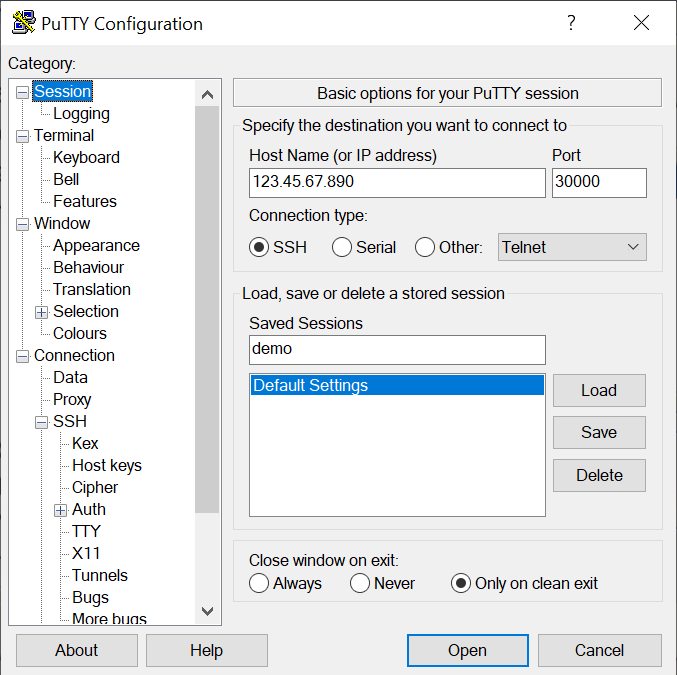 PuTTY Configuration
?
Category:
Session
Logging
Terminal
Keyboard
Bell
Features
Window
Appearance
Behaviour
Translation
Selection
Colours
Connection
Data
Proxy
SSH
Kex
Host keys
Cipher
Auth
TTY
X11
Tunnels
Bugs
More bugs
Basic options for your PuTTY session
Specify the destination you want to connect to
Host Name (or IP address) Port
123.45.67.890 30000
Connection type:
SSH Serial Other: Telnet
Load, save or delete a stored session
Saved Sessions
demo
Default Settings
Load
Save
Delete
Close window on exit:
Always Never Only on clean exit
About Help Open Cancel